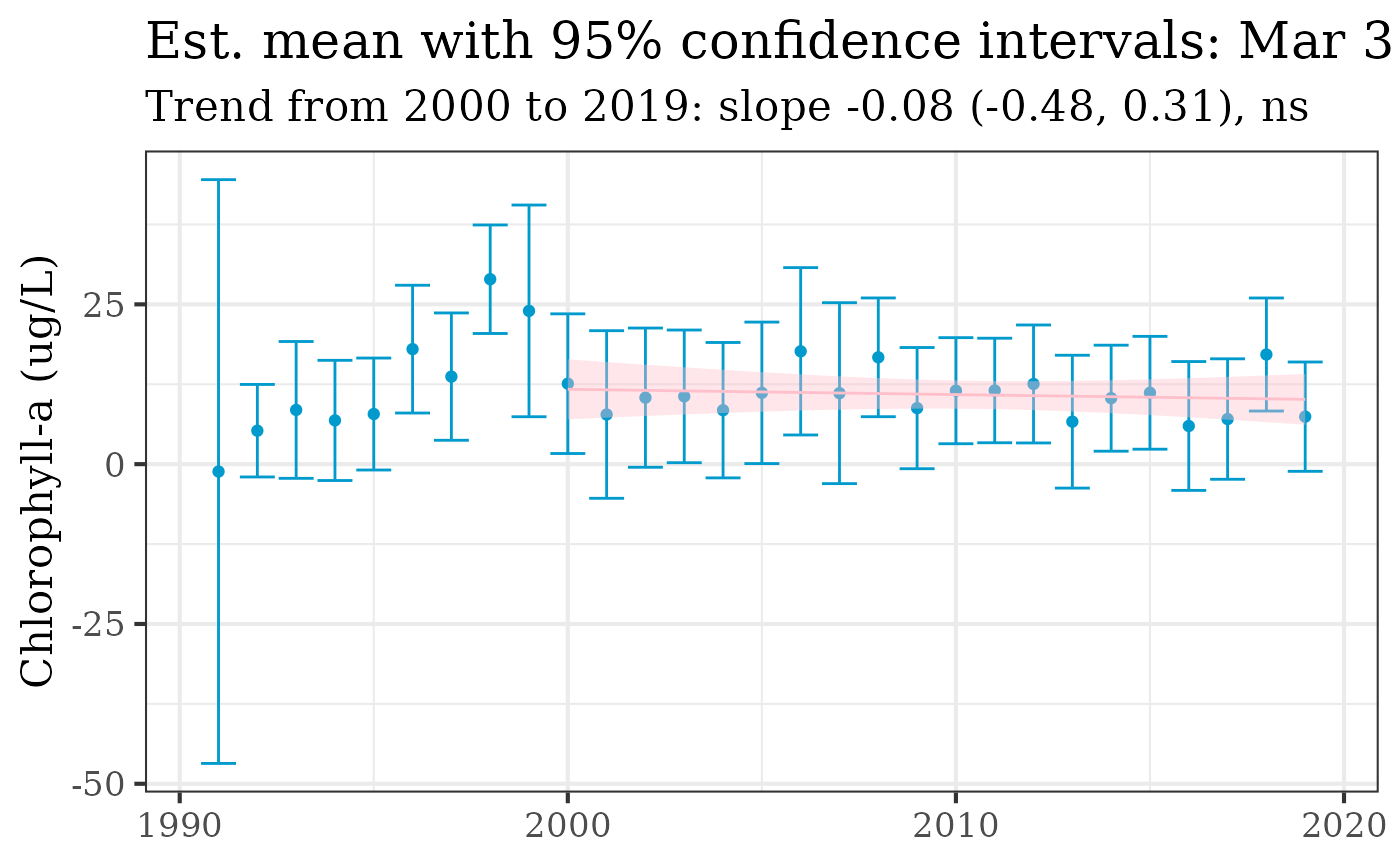 Est. mean with 95% confidence intervals: Mar 3
Trend from 2000 to 2019: slope -0.08 (-0.48, 0.31), ns
Chlorophyll-a (ug/L)
25
0
-25
-50
1990 2000 2010 2020